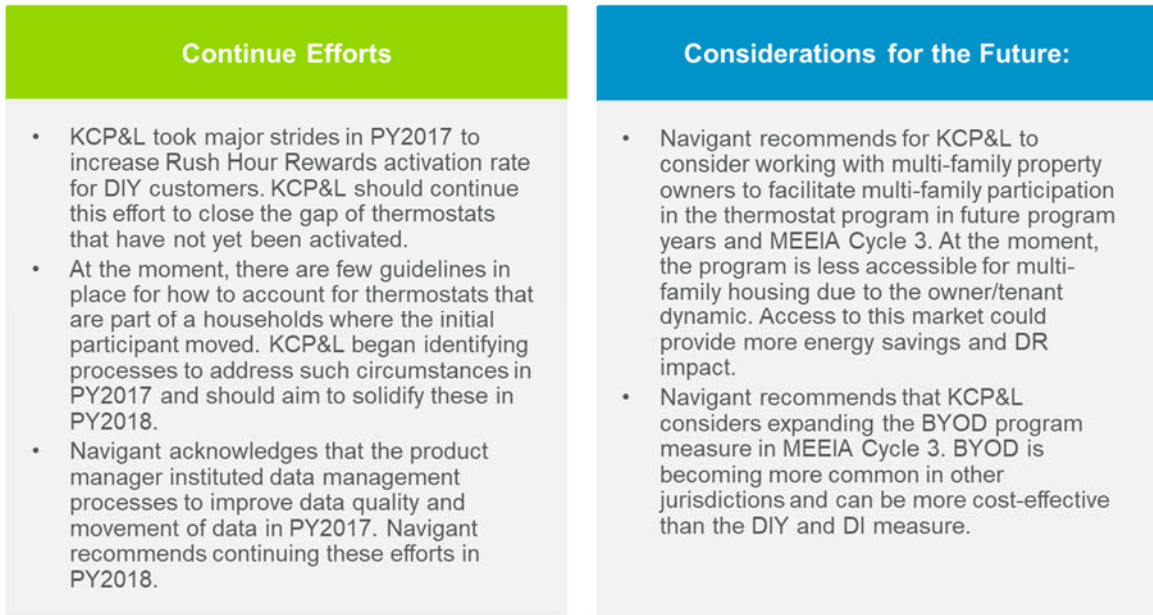 Continue Efforts
• KCP&L took major strides in PY2017 to
increase Rush Hour Rewards activation rate
for DIY customers. KCP&L should continue
this effort to close the gap of thermostats
that have not yet been activated.
• At the moment, there are few guidelines in
place for how to account for thermostats that
are part of a households where the initial
participant moved. KCP&L began identifying
processes to address such circumstances in
PY2017 and should aim to solidify these in
PY2018.
• Navigant acknowledges that the product
manager instituted data management
processes to improve data quality and
movement of data in PY2017. Navigant
recommends continuing these efforts in
PY2018.
Considerations for the Future:
• Navigant recommends for KCP&L to
consider working with multi-family property
owners to facilitate multi-family participation
in the thermostat program in future program
years and MEEIA Cycle 3. At the moment,
the program is less accessible for multi-
family housing due to the owner/tenant
dynamic. Access to this market could
provide more energy savings and DR
impact.
• Navigant recommends that KCP&L
considers expanding the BYOD program
measure in MEEIA Cycle 3. BYOD is
becoming more common in other
jurisdictions and can be more cost-effective
than the DIY and DI measure.